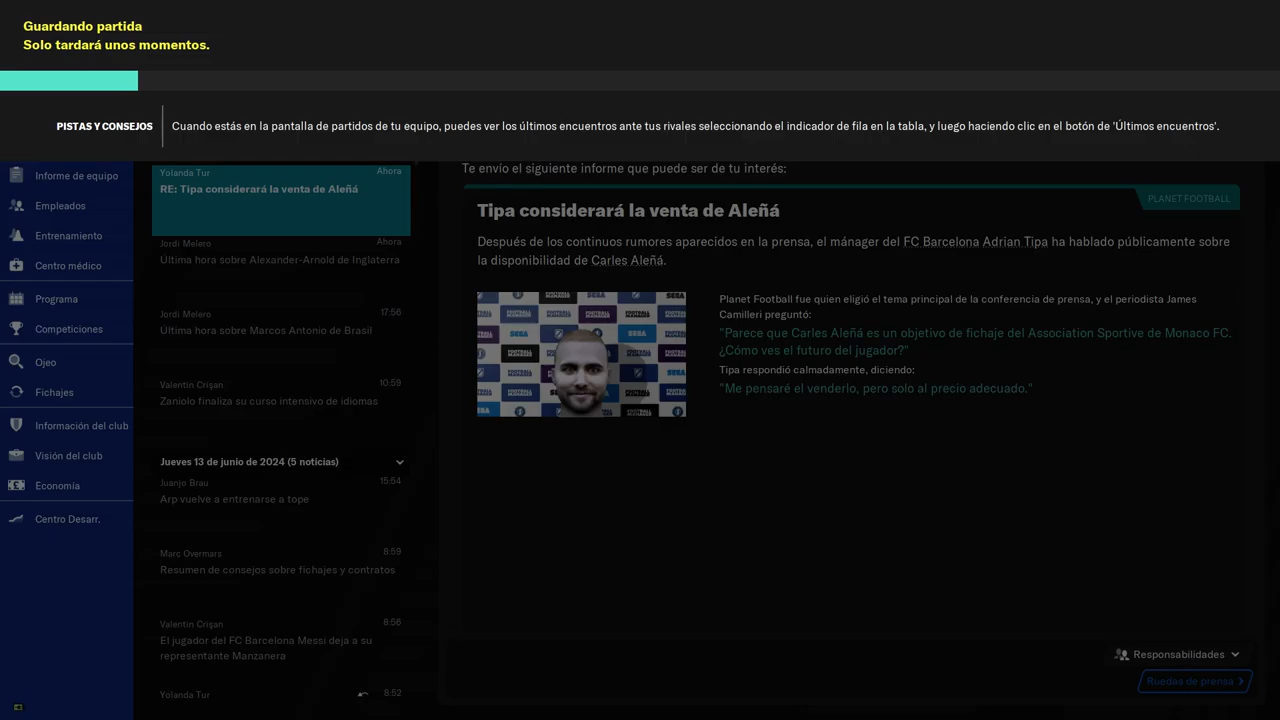 Guardando partida
Solo tardará unos momentos.
PISTAS Y CONSEJOS
Cuando estás en la pantalla de partidos de tu equipo, puedes ver los últimos encuentros ante tus rivales seleccionando el indicador de fila en la tabla, y luego haciendo clic en el botón de 'Últimos encuentros'.
Informe de equipo
Empleados
Entrenamiento
Centro médico
Programa
Competiciones
Ojeo
Fichajes
Información del club
Visión del club
Economía
Centro Desarr.
Yolanda Tur
Ahora
RE: Tipa considerará la venta de Aleñá
Jordi Melero
Ahora
Última hora sobre Alexander-Arnold de Inglaterra
Jordi Melero
17:56
Última hora sobre Marcos Antonio de Brasil
Valentin Crişan
10:59
Zaniolo finaliza su curso intensivo de idiomas
Jueves 13 de junio de 2024 (5 noticias)
Juanjo Brau
15:54
Arp vuelve a entrenarse a tope
Marc Overmars
8:59
Resumen de consejos sobre fichajes y contratos
Valentin Crişan
8:56
El jugador del FC Barcelona Messi deja a su
representante Manzanera
Yolanda Tur
8:52
Te envío el siguiente informe que puede ser de tu interés:
PLANET FOOTBALL
Tipa considerará la venta de Aleñá
Después de los continuos rumores aparecidos en la prensa, el mánager del FC Barcelona Adrian Tipa ha hablado públicamente sobre
la disponibilidad de Carles Aleñá.
Planet Football fue quien eligió el tema principal de la conferencia de prensa, y el periodista James
Camilleri preguntó:
"Parece que Carles Aleñá es un objetivo de fichaje del Association Sportive de Monaco FC.
¿Cómo ves el futuro del jugador?"
Tipa respondió calmadamente, diciendo:
"Me pensaré el venderlo, pero solo al precio adecuado."
Responsabilidades
Ruedas de prensa